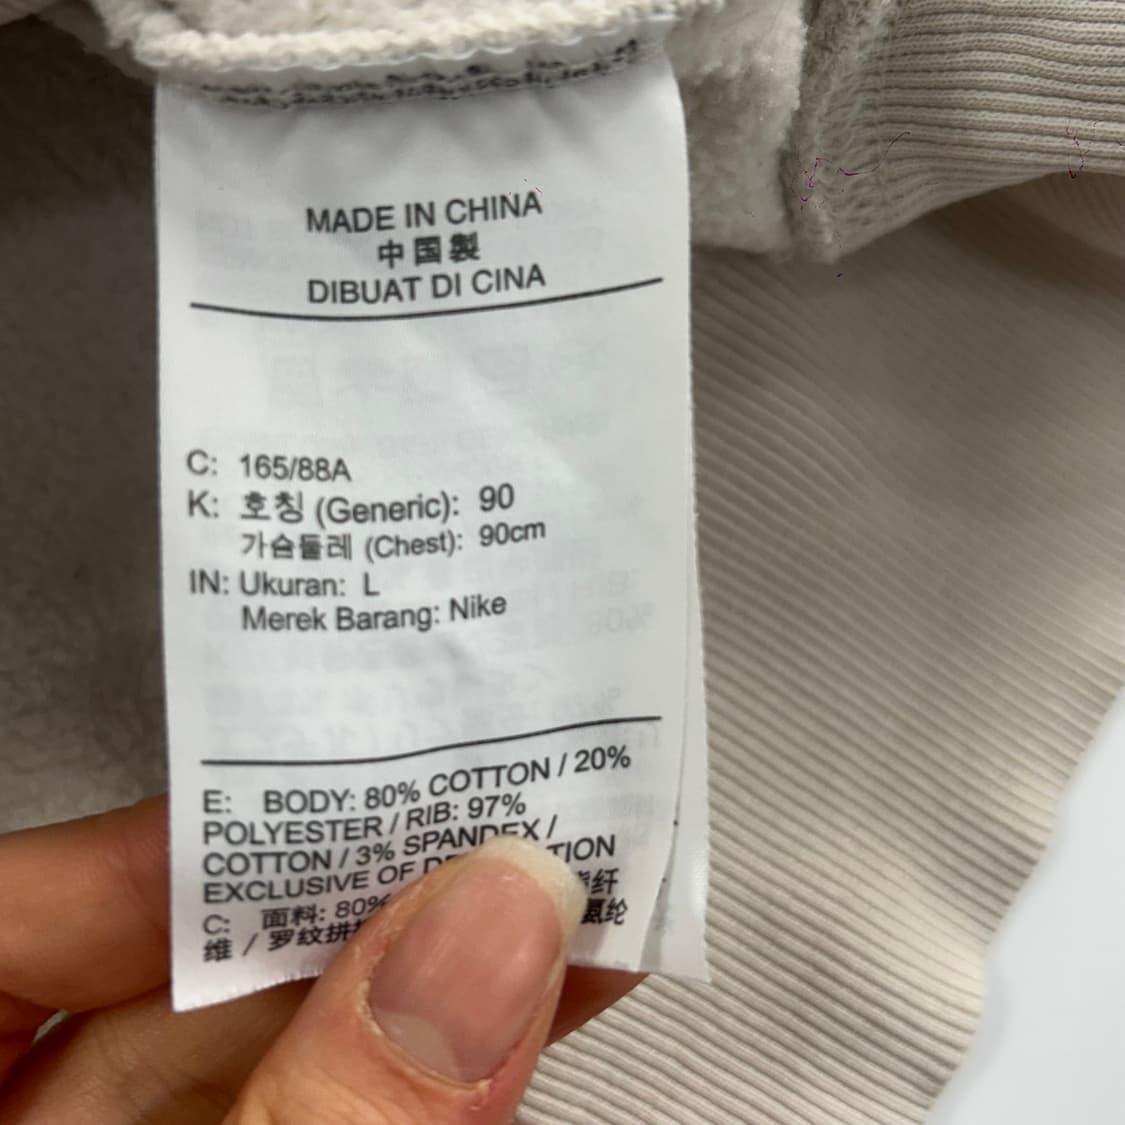 MADE IN CHINA
中国製
DIBUAT DI CINA
C: 165/88A
K: 호칭 (Generic): 90
가슴둘레 (Chest): 90cm
IN: Ukuran: L
Merek Barang: Nike
E: BODY: 80% COTTON / 20%
POLYESTER / RIB: 97%
COTTON / 3% SPANDEX /
EXCLUSIVE OF
C: 面料: 80%
维 / 罗纹拼 氨纶